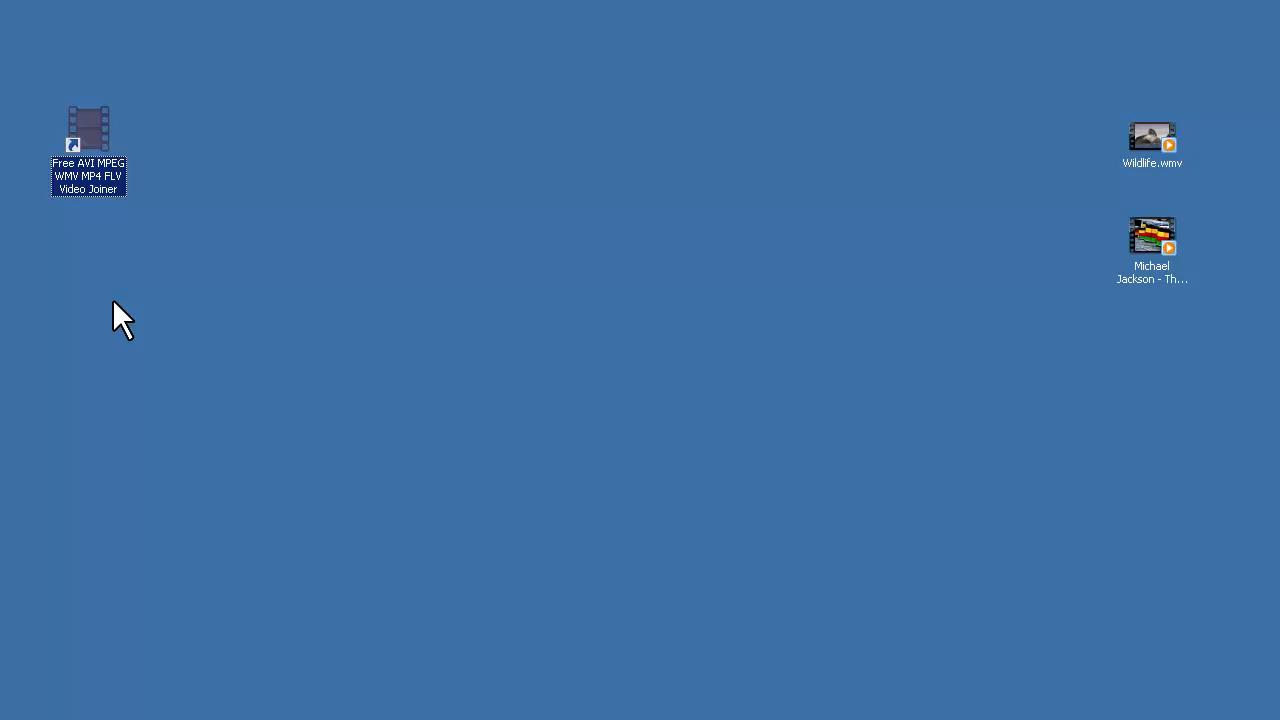 Free AVI MPEG
WMV MP4 FLV
Video Joiner
Wildlife.wmv
Michael
Jackson - Th...